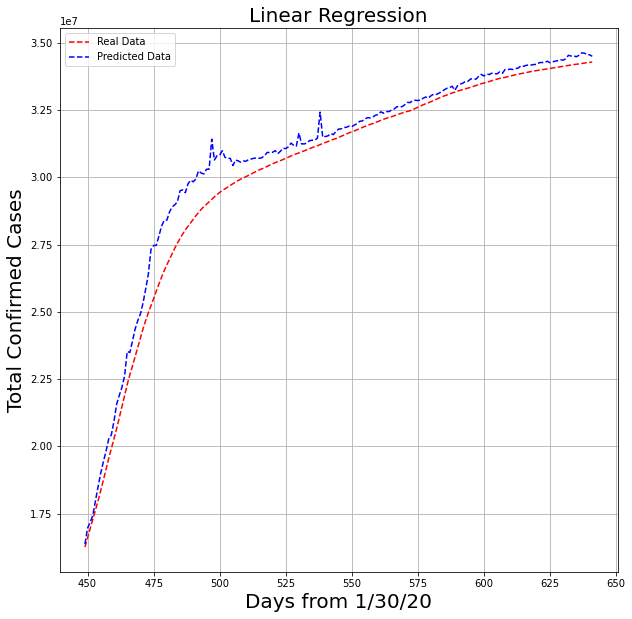 Linear Regression
1e7
Real Data
Predicted Data
3.50
3.25
3.00
2.75
2.50
2.25
2.00
1.75
Total Confirmed Cases
450
475
500
525
550
575
600
625
650
Days from 1/30/20